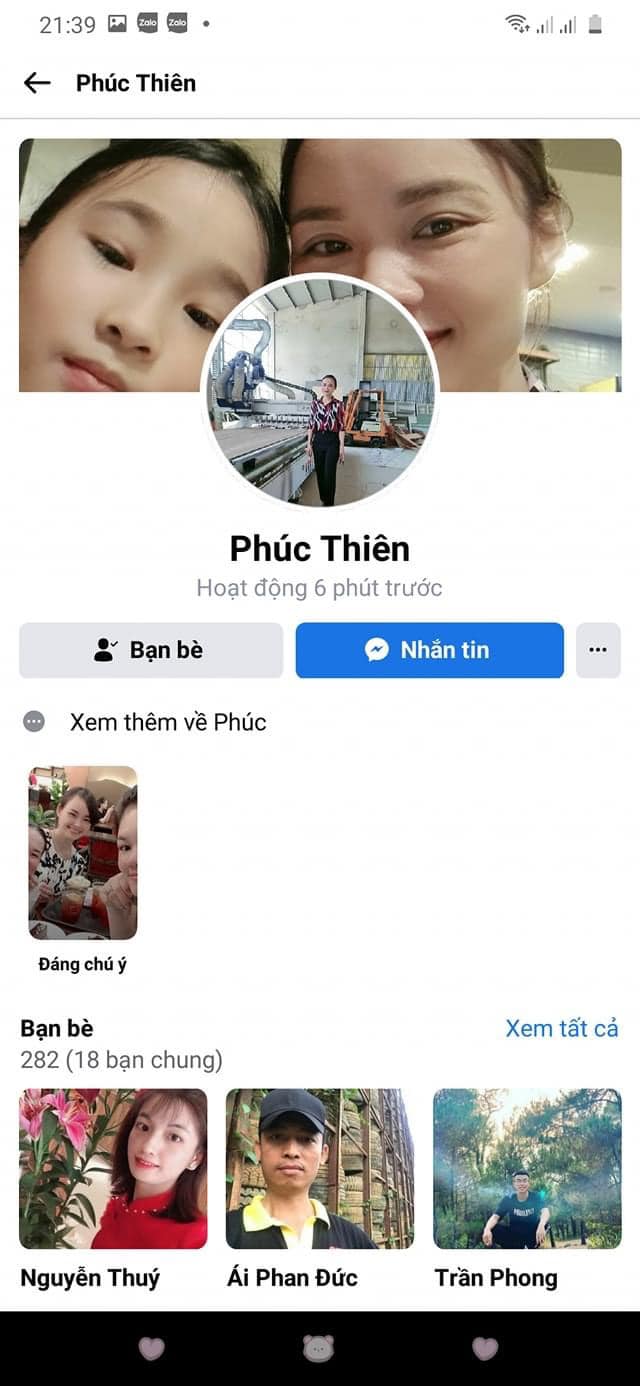 21:39
Zalo Zalo
Phúc Thiên
Phúc Thiên
Hoạt động 6 phút trước
Bạn bè
Nhắn tin
Xem thêm về Phúc
Đáng chú ý
Bạn bè
Xem tất cả
282 (18 bạn chung)
Nguyễn Thuý
Ái Phan Đức
Trần Phong